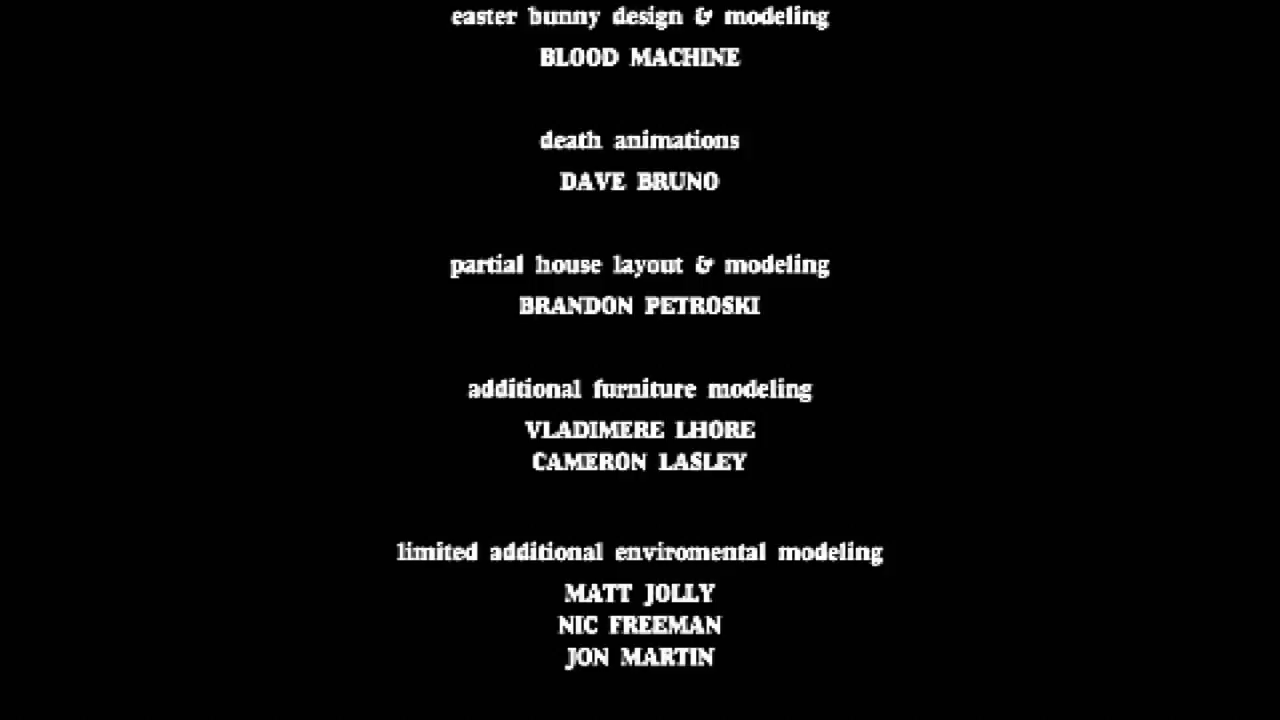 easter bunny design & modeling
BLOOD MACHINE
death animations
DAVE BRUNO
partial house layout & modeling
BRANDON PETROSKI
additional furniture modeling
VLADIMERE LHORE
CAMERON LASLEY
limited additional enviromental modeling
MATT JOLLY
NIC FREEMAN
JON MARTIN